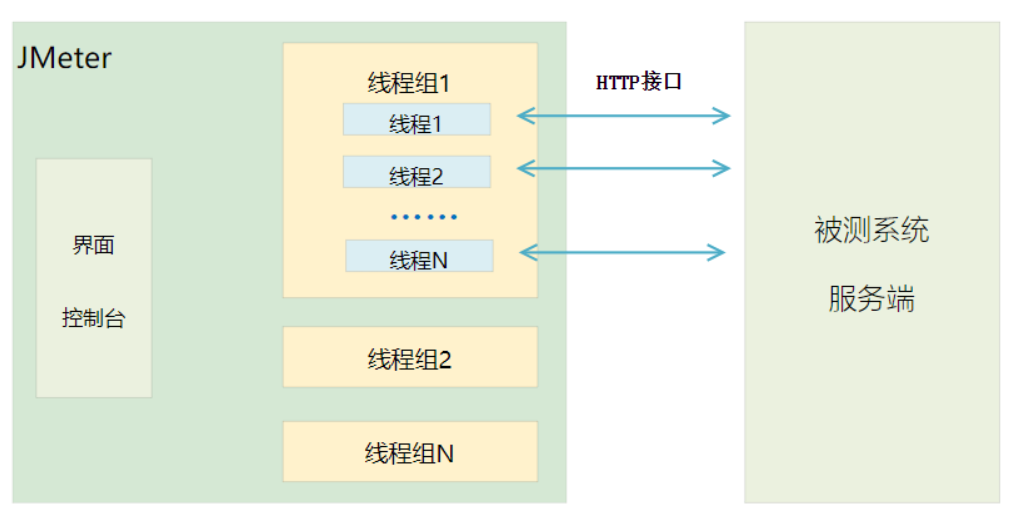 JMeter
界面
控制台
线程组1
线程1
线程2
......
线程N
线程组2
线程组N
HTTP接口
被测系统
服务端